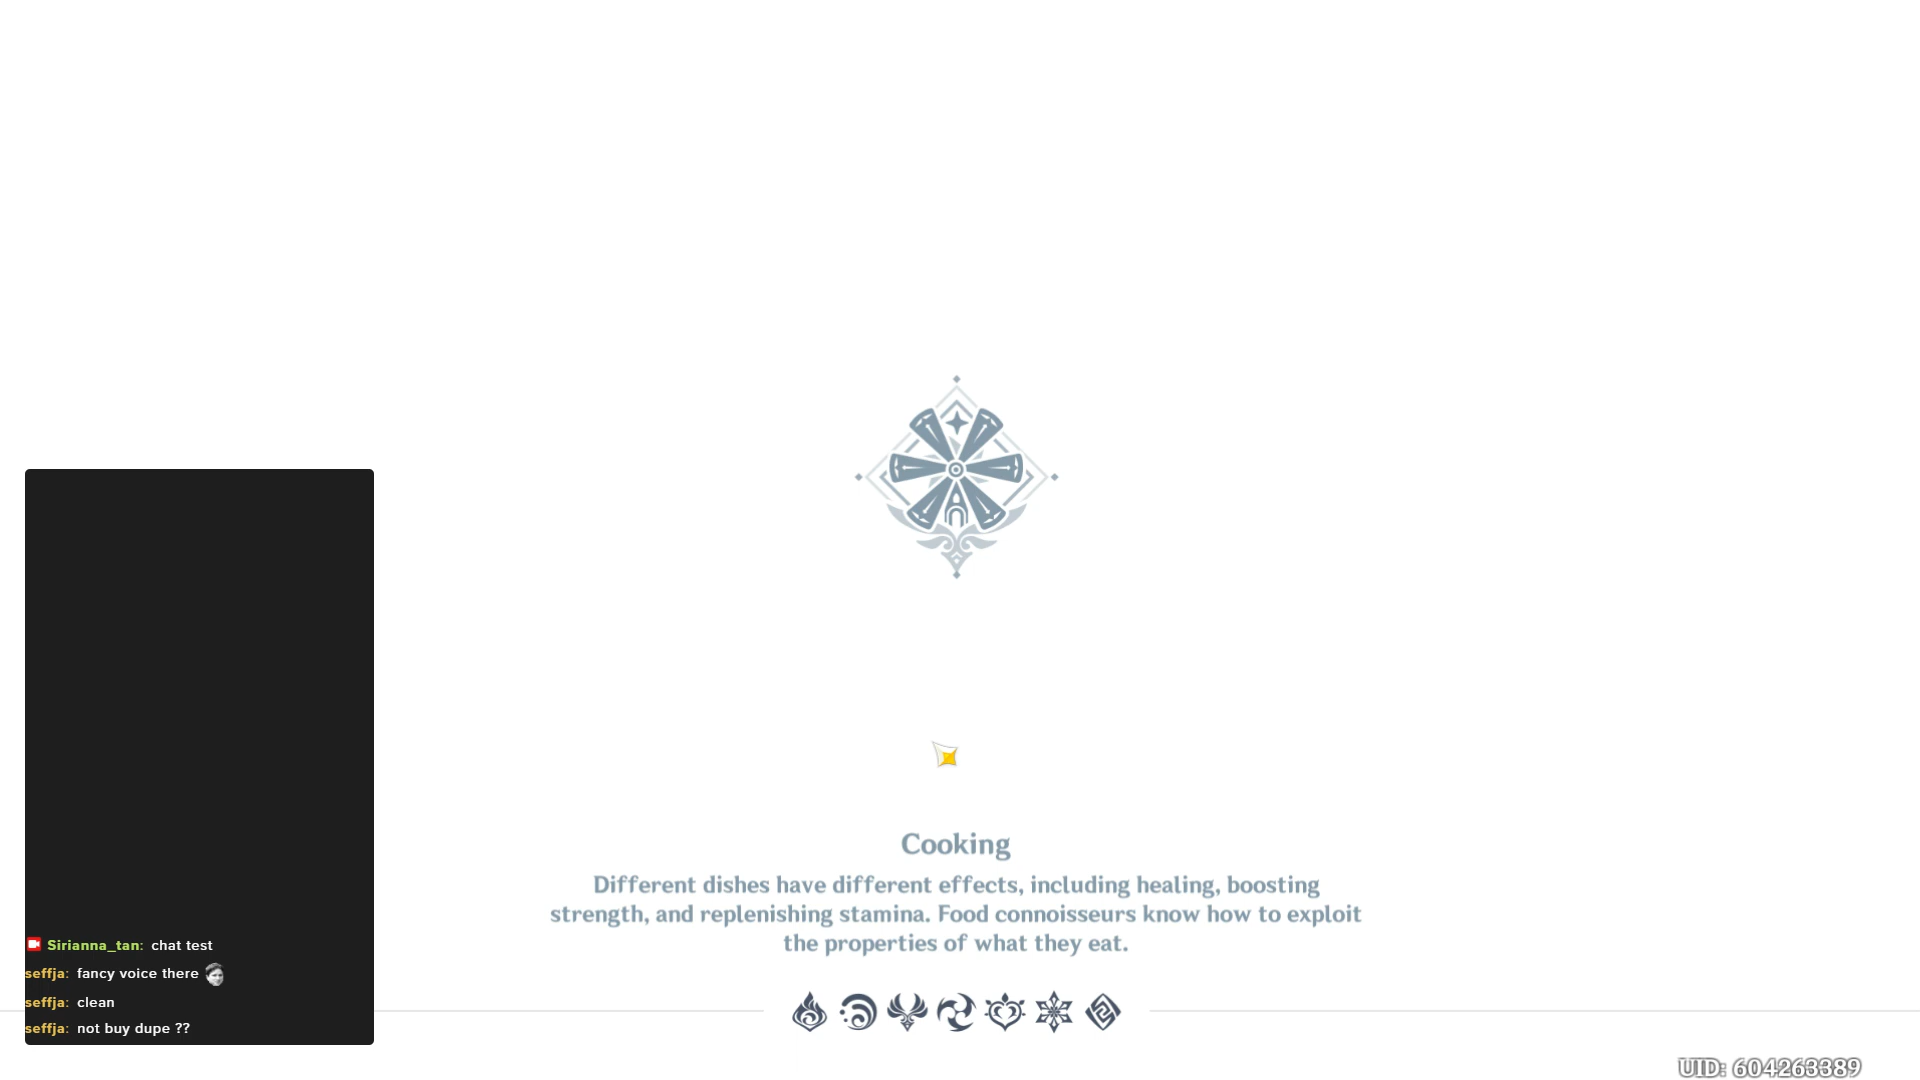 Sirianna_tan: chat test
seffja: fancy voice there
seffja: clean
seffja: not buy dupe ??
Cooking
Different dishes have different effects, including healing, boosting
strength, and replenishing stamina. Food connoisseurs know how to exploit
the properties of what they eat.
UID: 604263389